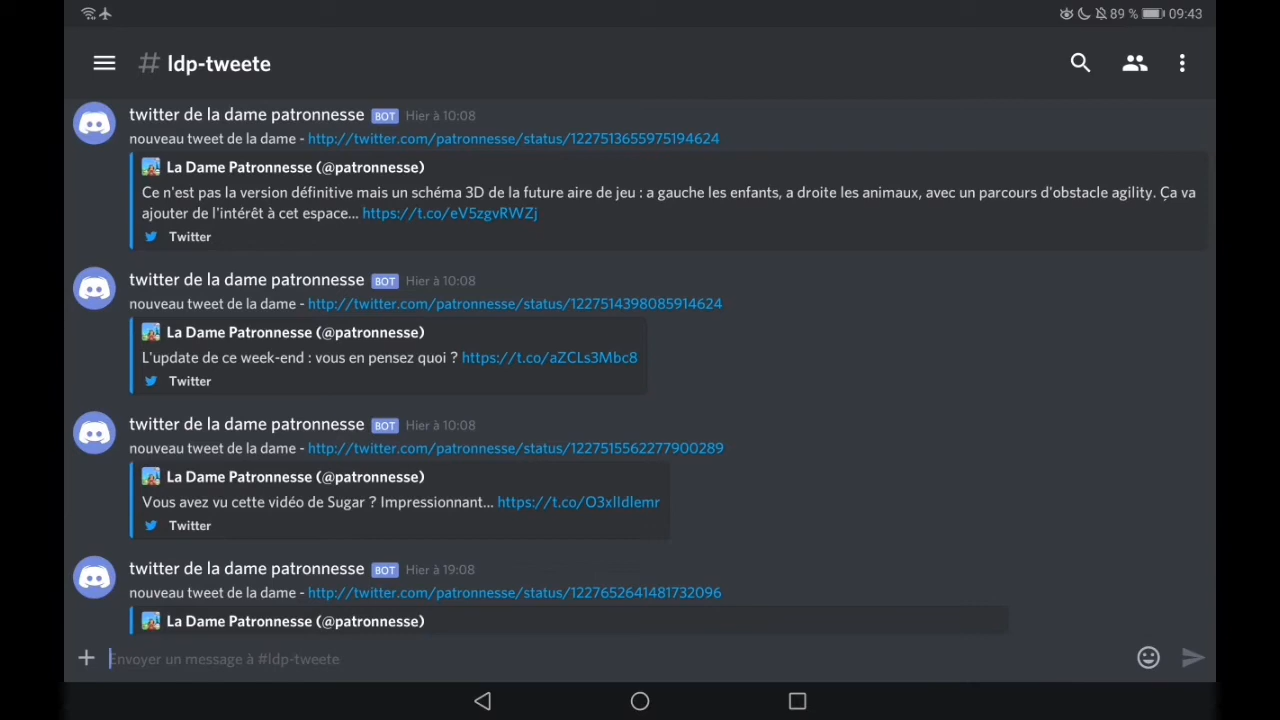 89 % 09:43
# ldp-tweete
twitter de la dame patronnesse BOT Hier à 10:08
nouveau tweet de la dame - http://twitter.com/patronnesse/status/1227513655975194624
La Dame Patronnesse (@patronnesse)
Ce n'est pas la version définitive mais un schéma 3D de la future aire de jeu : a gauche les enfants, a droite les animaux, avec un parcours d'obstacle agility. Ça va
ajouter de l'intérêt à cet espace... https://t.co/eV5zgvRWZj
Twitter
twitter de la dame patronnesse BOT Hier à 10:08
nouveau tweet de la dame - http://twitter.com/patronnesse/status/1227514398085914624
La Dame Patronnesse (@patronnesse)
L'update de ce week-end : vous en pensez quoi ? https://t.co/aZCLs3Mbc8
Twitter
twitter de la dame patronnesse BOT Hier à 10:08
nouveau tweet de la dame - http://twitter.com/patronnesse/status/1227515562277900289
La Dame Patronnesse (@patronnesse)
Vous avez vu cette vidéo de Sugar ? Impressionnant... https://t.co/O3xlIdlemr
Twitter
twitter de la dame patronnesse BOT Hier à 19:08
nouveau tweet de la dame - http://twitter.com/patronnesse/status/1227652641481732096
La Dame Patronnesse (@patronnesse)
Envoyer un message à #ldp-tweete